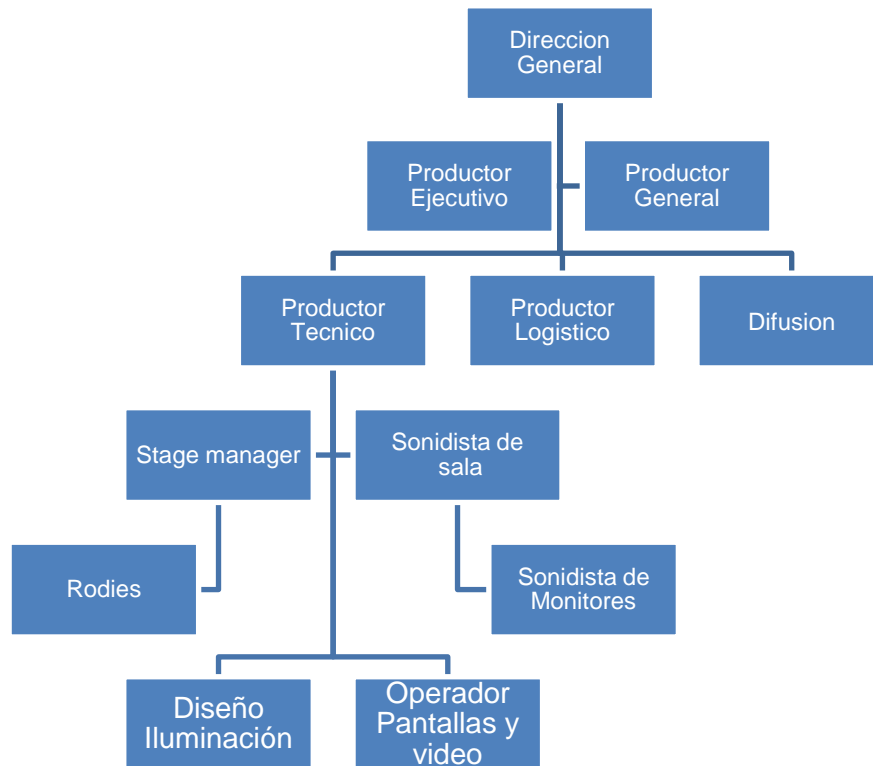 Direccion
General
Productor
Ejecutivo
Productor
General
Productor
Tecnico
Productor
Logistico
Difusion
Stage manager
Sonidista de
sala
Rodies
Sonidista de
Monitores
Diseño
Iluminación
Operador
Pantallas y
video